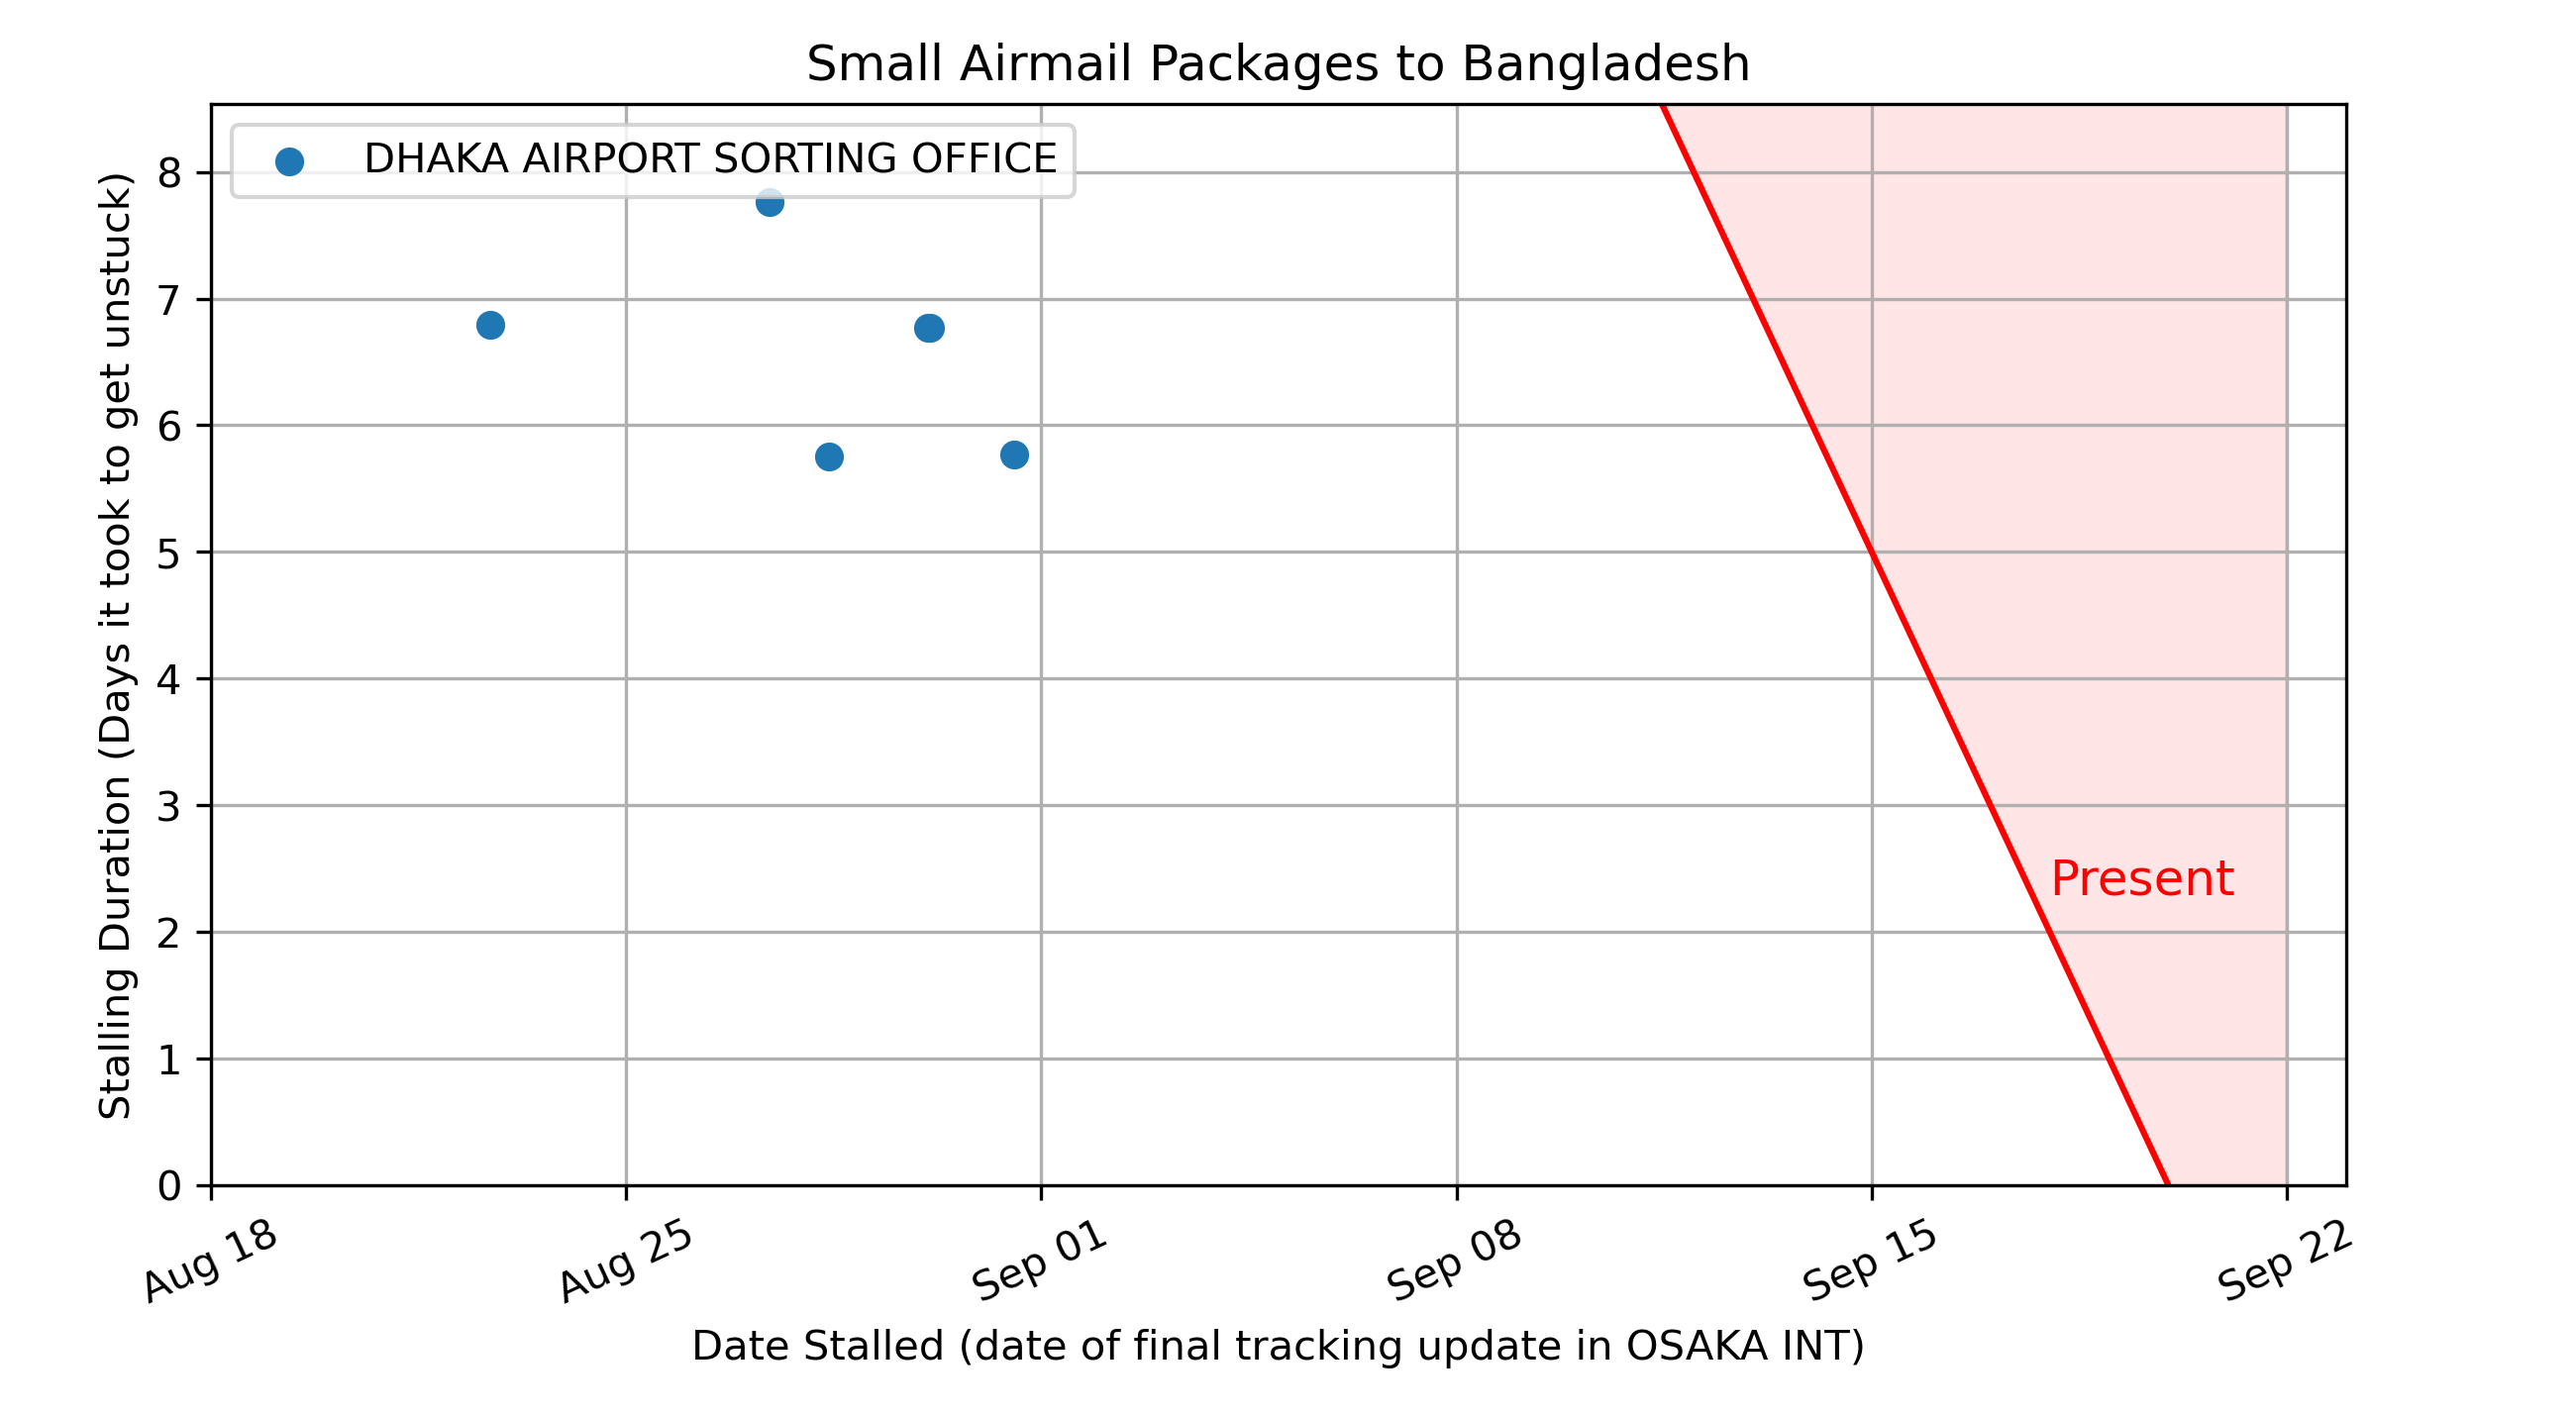 Small Airmail Packages to Bangladesh
DHAKA AIRPORT SORTING OFFICE
Stalling Duration (Days it took to get unstuck)
8
7
6
5
4
3
2
1
0
Present
Aug 18
Aug 25
Sep 01
Sep 08
Sep 15
Sep 22
Date Stalled (date of final tracking update in OSAKA INT)